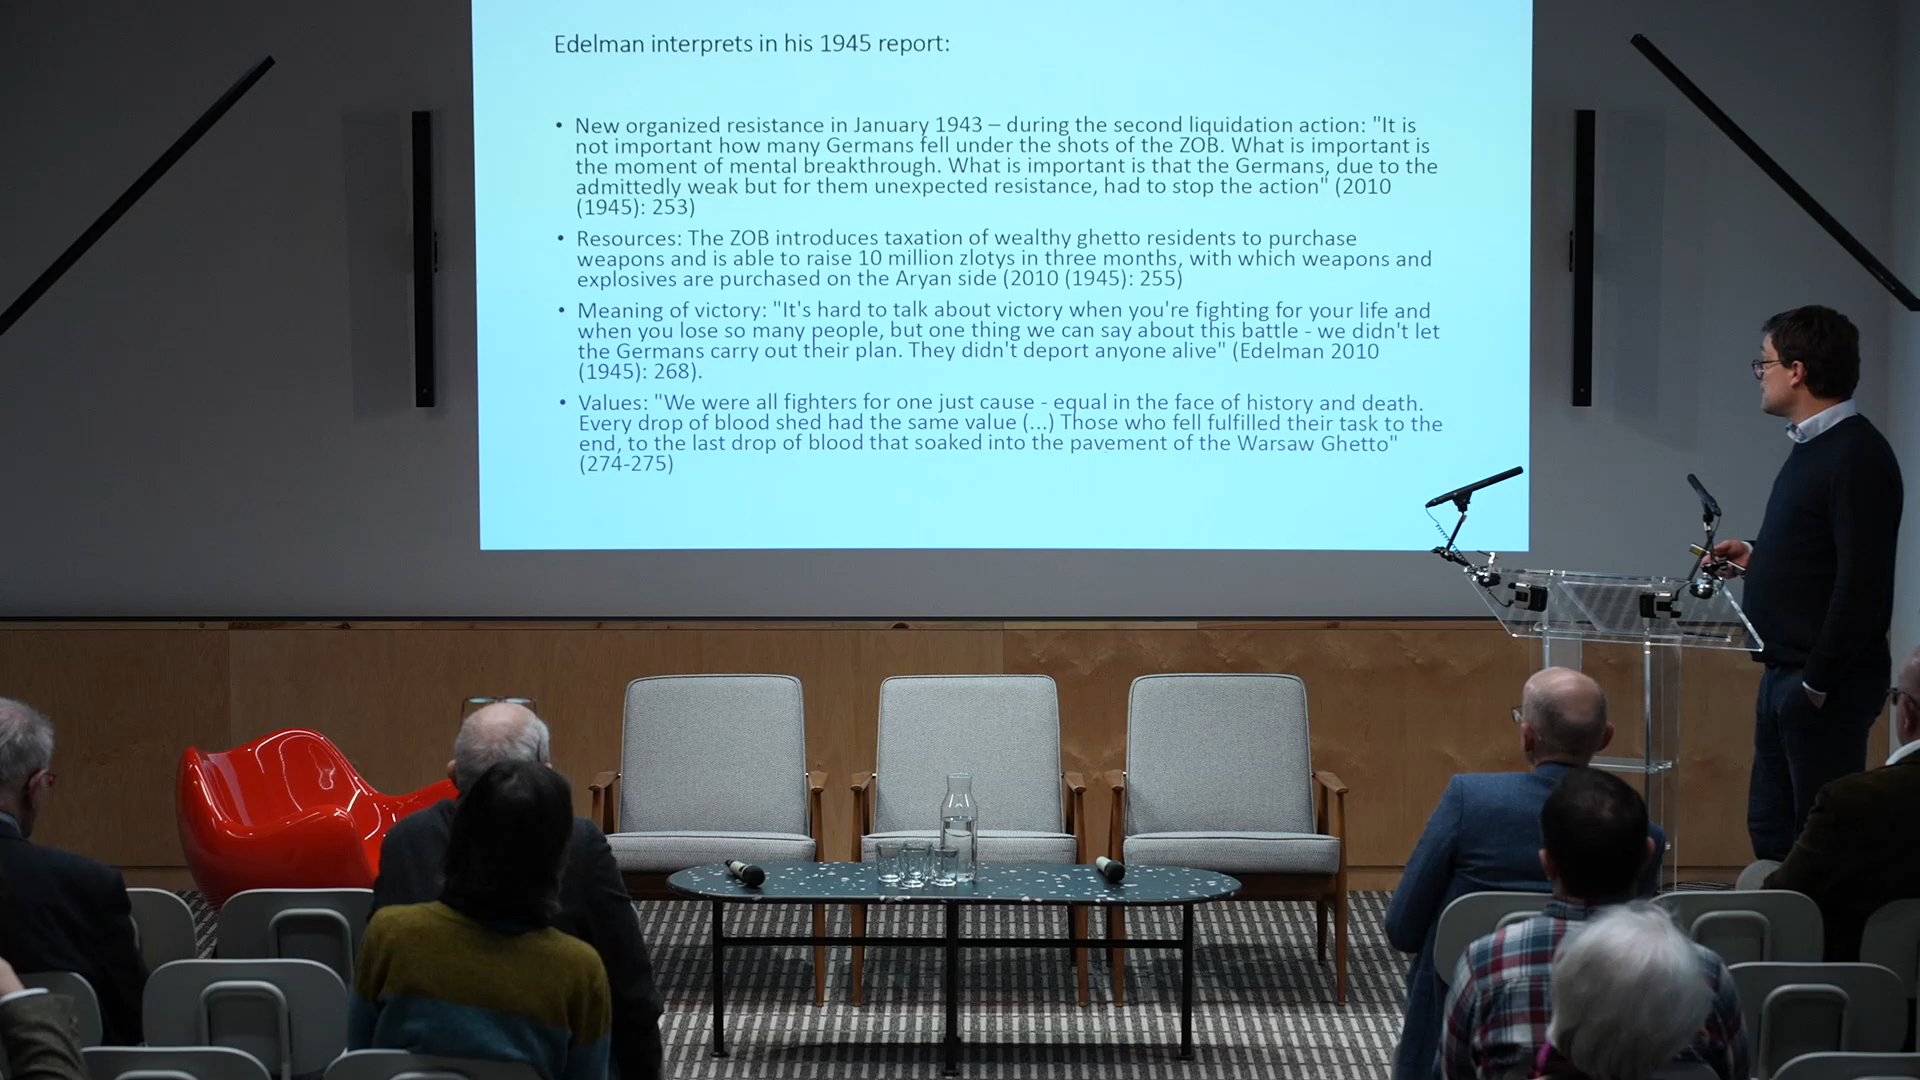 Edelman interprets in his 1945 report:
• New organized resistance in January 1943 – during the second liquidation action: "It is
not important how many Germans fell under the shots of the ZOB. What is important is
the moment of mental breakthrough. What is important is that the Germans, due to the
admittedly weak but for them unexpected resistance, had to stop the action" (2010
(1945): 253)
• Resources: The ZOB introduces taxation of wealthy ghetto residents to purchase
weapons and is able to raise 10 million zlotys in three months, with which weapons and
explosives are purchased on the Aryan side (2010 (1945): 255)
• Meaning of victory: "It's hard to talk about victory when you're fighting for your life and
when you lose so many people, but one thing we can say about this battle - we didn't let
the Germans carry out their plan. They didn't deport anyone alive" (Edelman 2010
(1945): 268).
• Values: "We were all fighters for one just cause - equal in the face of history and death.
Every drop of blood shed had the same value (...) Those who fell fulfilled their task to the
end, to the last drop of blood that soaked into the pavement of the Warsaw Ghetto"
(274-275)